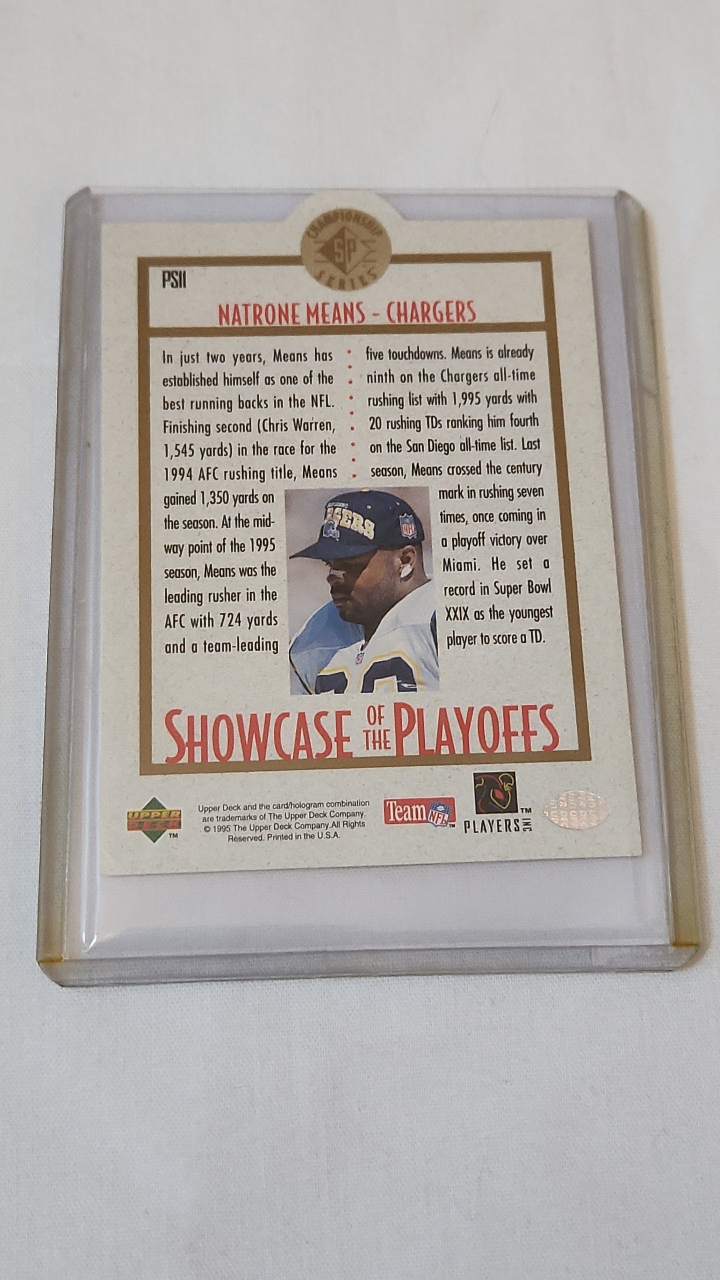 CHAMPIONSHIP
SP
SERIES
PS11
NATRONE MEANS - CHARGERS
In just two years, Means has
established himself as one of the
best running backs in the NFL.
Finishing second (Chris Warren,
1,545 yards) in the race for the
1994 AFC rushing title, Means
gained 1,350 yards on
the season. At the mid-
way point of the 1995
season, Means was the
leading rusher in the
AFC with 724 yards
and a team-leading
five touchdowns. Means is already
ninth on the Chargers all-time
rushing list with 1,995 yards with
20 rushing TDs ranking him fourth
on the San Diego all-time list. Last
season, Means crossed the century
mark in rushing seven
times, once coming in
a playoff victory over
Miami. He set a
record in Super Bowl
XXIX as the youngest
player to score a TD.
SHOWCASE OF THE PLAYOFFS
UPPER
DECK
TM
Upper Deck and the card/hologram combination
are trademarks of The Upper Deck Company.
© 1995 The Upper Deck Company. All Rights
Reserved. Printed in the U.S.A.
Team NFL
TM
PLAYERS INC